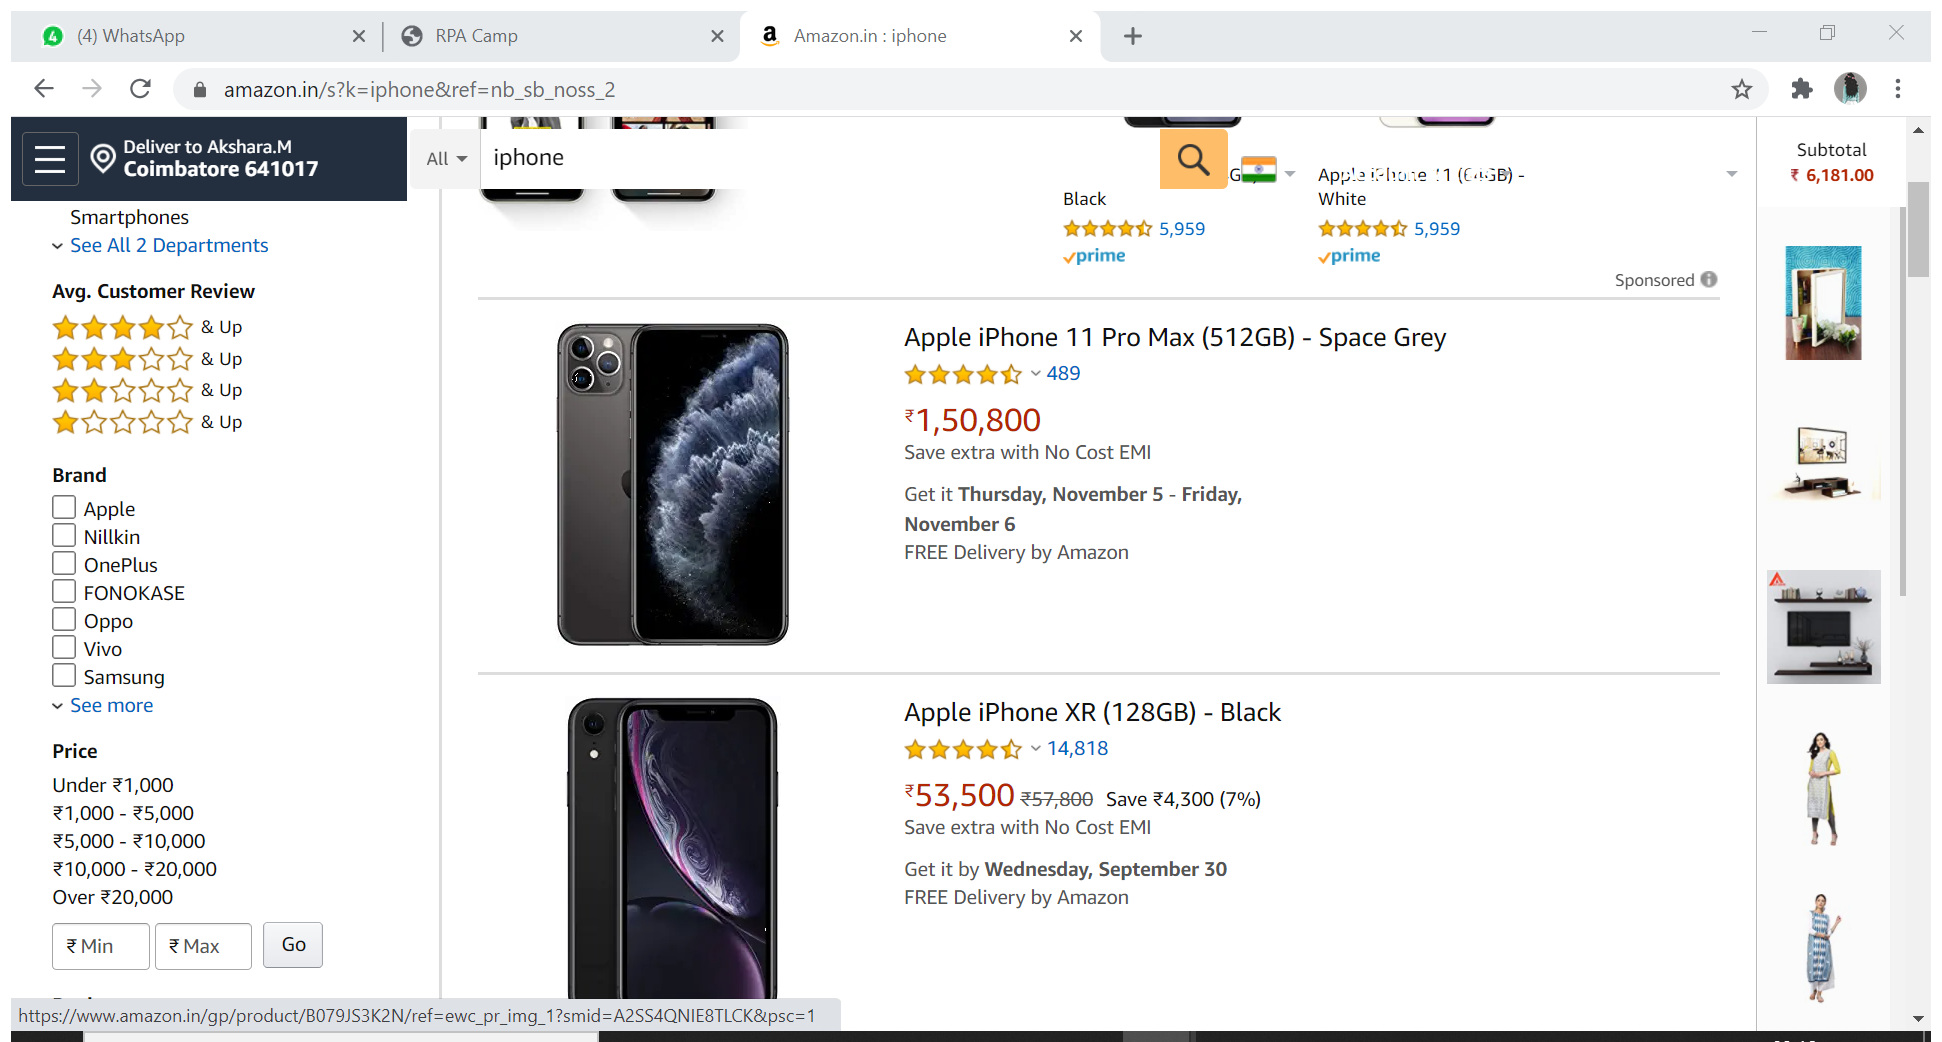 (4) WhatsApp
RPA Camp
Amazon.in : iphone
amazon.in/s?k=iphone&ref=nb_sb_noss_2
Deliver to Akshara.M
Coimbatore 641017
All
iphone
Smartphones
See All 2 Departments
Avg. Customer Review
& Up
& Up
& Up
& Up
Brand
Apple
Nillkin
OnePlus
FONOKASE
Oppo
Vivo
Samsung
See more
Price
Under ₹1,000
₹1,000 - ₹5,000
₹5,000 - ₹10,000
₹10,000 - ₹20,000
Over ₹20,000
₹ Min
₹ Max
Go
Black
5,959
prime
Apple iPhone 11 (64GB) -
White
5,959
prime
Sponsored
Apple iPhone 11 Pro Max (512GB) - Space Grey
489
₹1,50,800
Save extra with No Cost EMI
Get it Thursday, November 5 - Friday,
November 6
FREE Delivery by Amazon
Apple iPhone XR (128GB) - Black
14,818
₹53,500 ₹57,800 Save ₹4,300 (7%)
Save extra with No Cost EMI
Get it by Wednesday, September 30
FREE Delivery by Amazon
Subtotal
₹ 6,181.00
https://www.amazon.in/gp/product/B079JS3K2N/ref=ewc_pr_img_1?smid=A2SS4QNIE8TLCK&psc=1